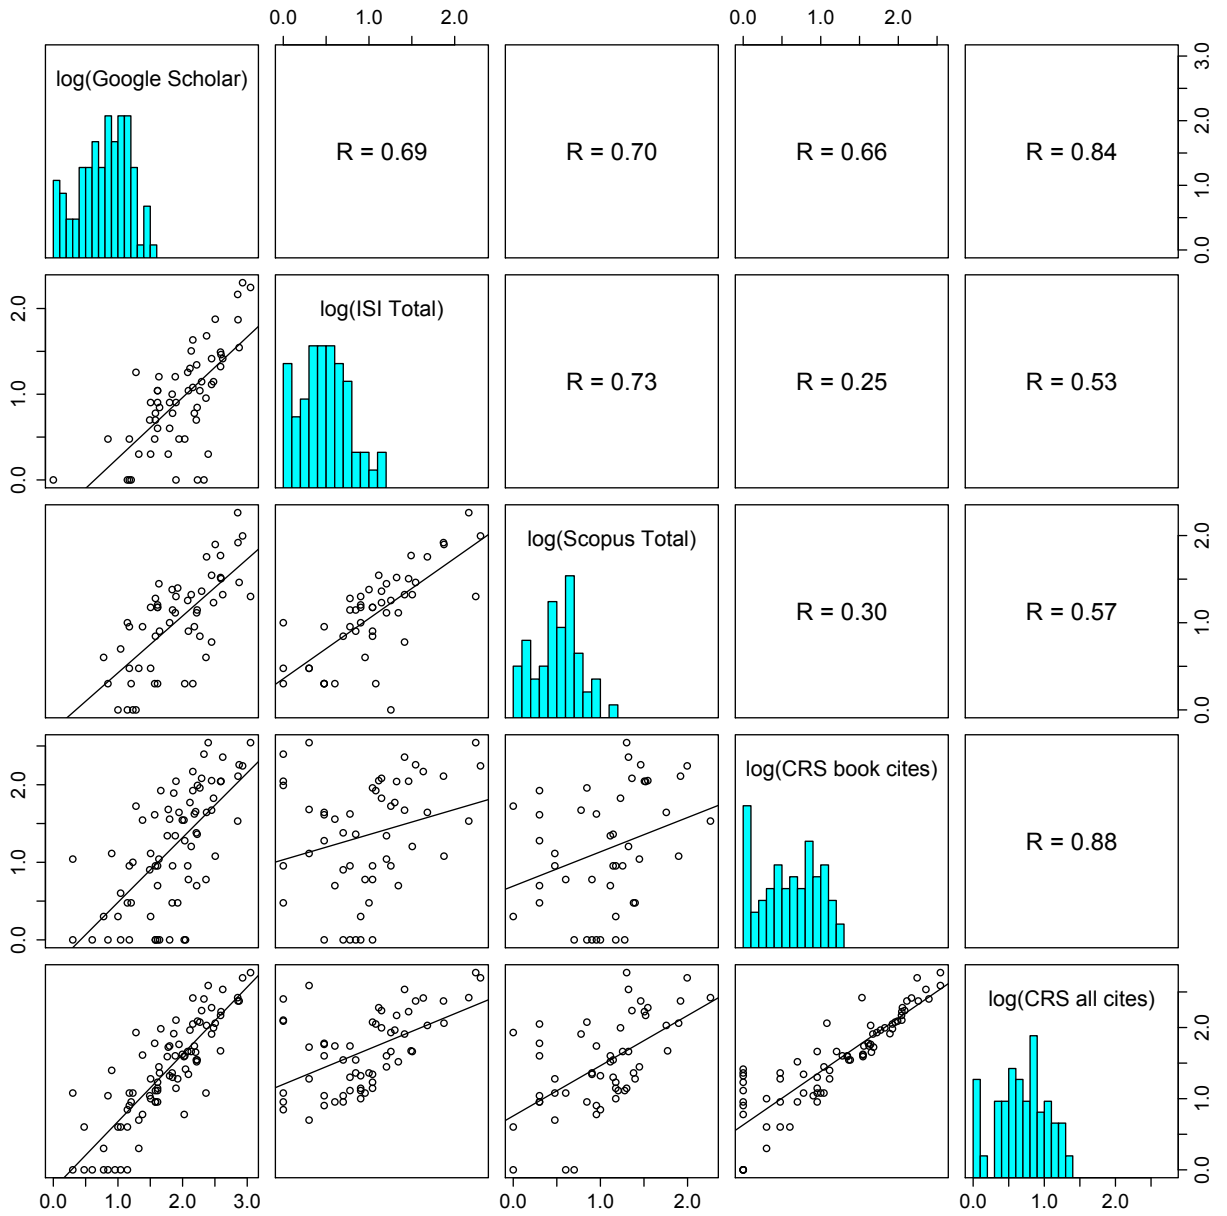 0.0 1.0 2.0 0.0 1.0 2.0
log(Google Scholar)
R = 0.69
R = 0.70
R = 0.66
R = 0.84
0.0 1.0 2.0 3.0
0.0 1.0 2.0
log(ISI Total)
R = 0.73
R = 0.25
R = 0.53
log(Scopus Total)
R = 0.30
R = 0.57
0.0 1.0 2.0
0.0 1.0 2.0
log(CRS book cites)
R = 0.88
log(CRS all cites)
0.0 1.0 2.0
0.0 1.0 2.0 3.0 0.0 1.0 2.0 0.0 1.0 2.0